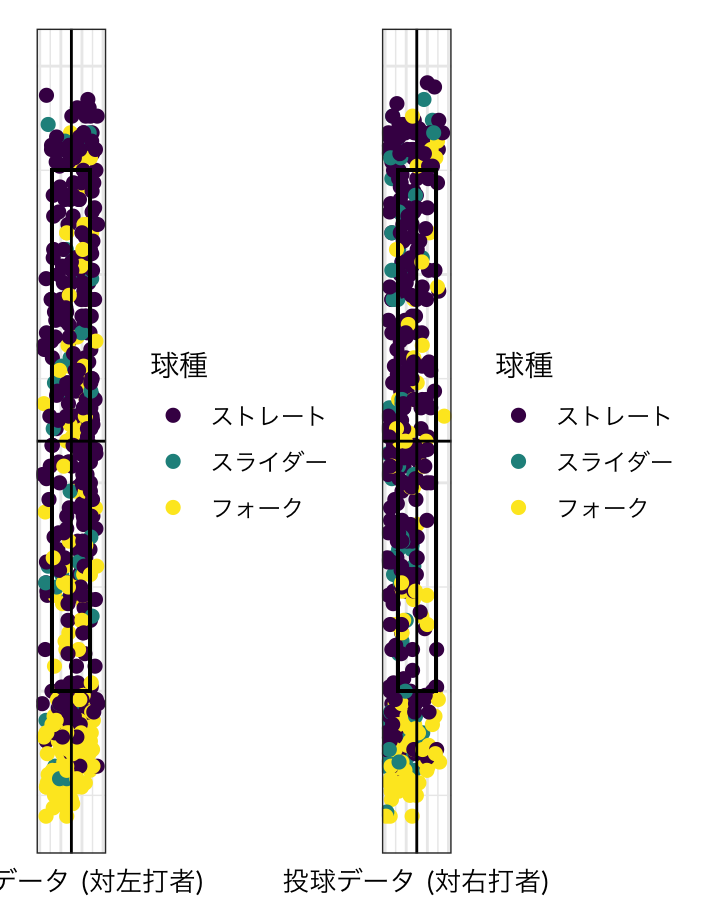 球種
ストレート
スライダー
フォーク
データ (対左打者)
球種
ストレート
スライダー
フォーク
投球データ (対右打者)